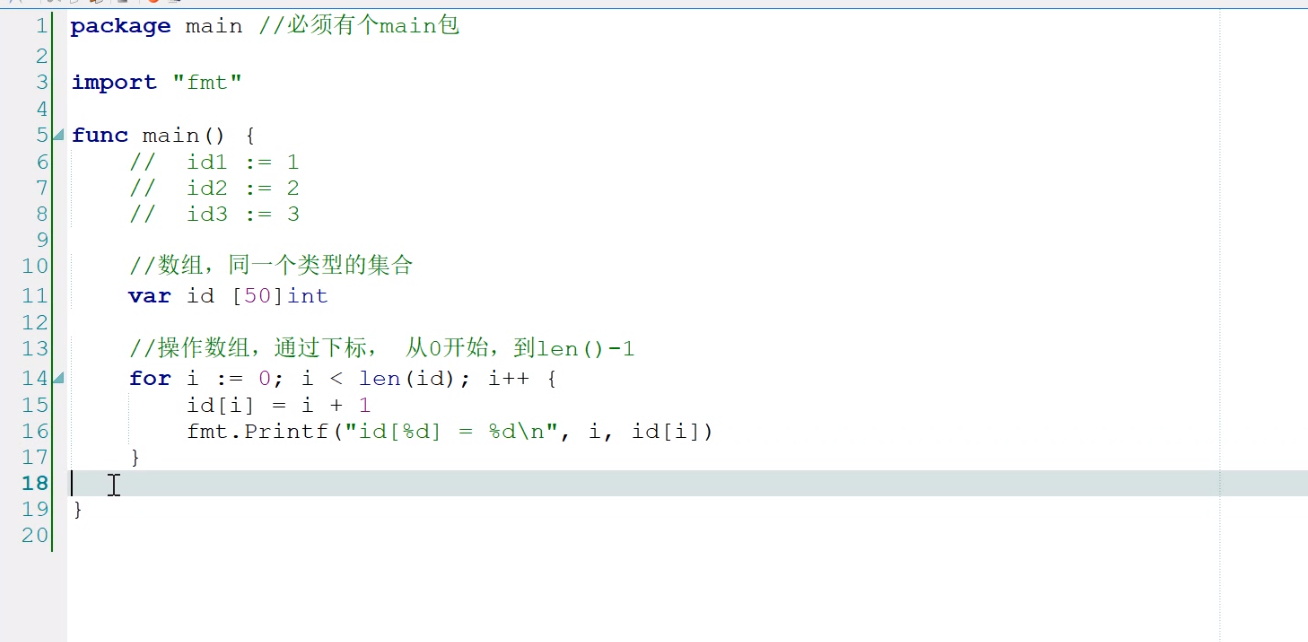 1 package main //必须有个main包
2
3 import "fmt"
4
5 func main() {
6 //  id1 := 1
7 //  id2 := 2
8 //  id3 := 3
9
10 //数组，同一个类型的集合
11 var id [50]int
12
13 //操作数组，通过下标， 从0开始，到len()-1
14 for i := 0; i < len(id); i++ {
15 id[i] = i + 1
16 fmt.Printf("id[%d] = %d\n", i, id[i])
17 }
18
19 }
20